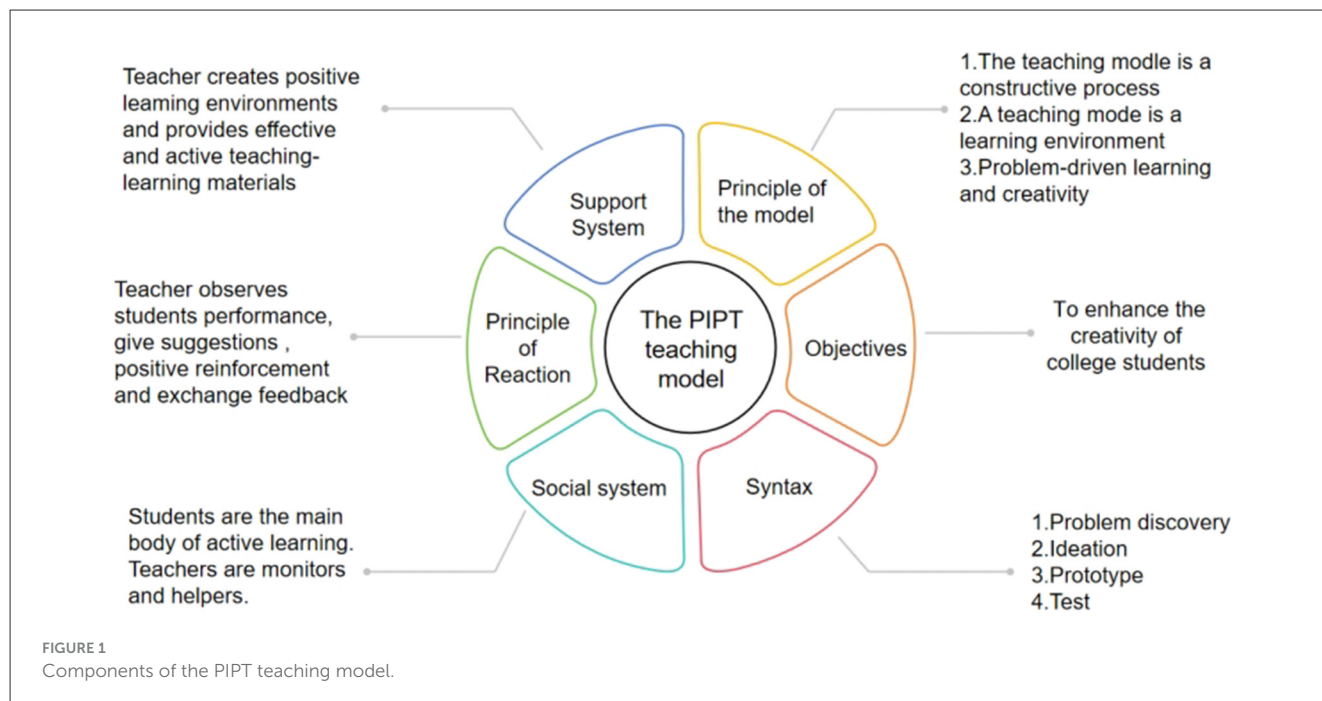 Teacher creates positive
learning environments
and provides effective
and active teaching-
learning materials
Support
System
Principle of
the model
1.The teaching modle is a
constructive process
2.A teaching mode is a
learning environment
3.Problem-driven learning
and creativity
Teacher observes
students performance,
give suggestions ,
positive reinforcement
and exchange feedback
Principle
of
Reaction
The PIPT
teaching
model
Objectives
To enhance the
creativity of
college students
Students are the main
body of active learning.
Teachers are monitors
and helpers.
Social system
Syntax
1.Problem discovery
2.Ideation
3.Prototype
4.Test
FIGURE 1
Components of the PIPT teaching model.